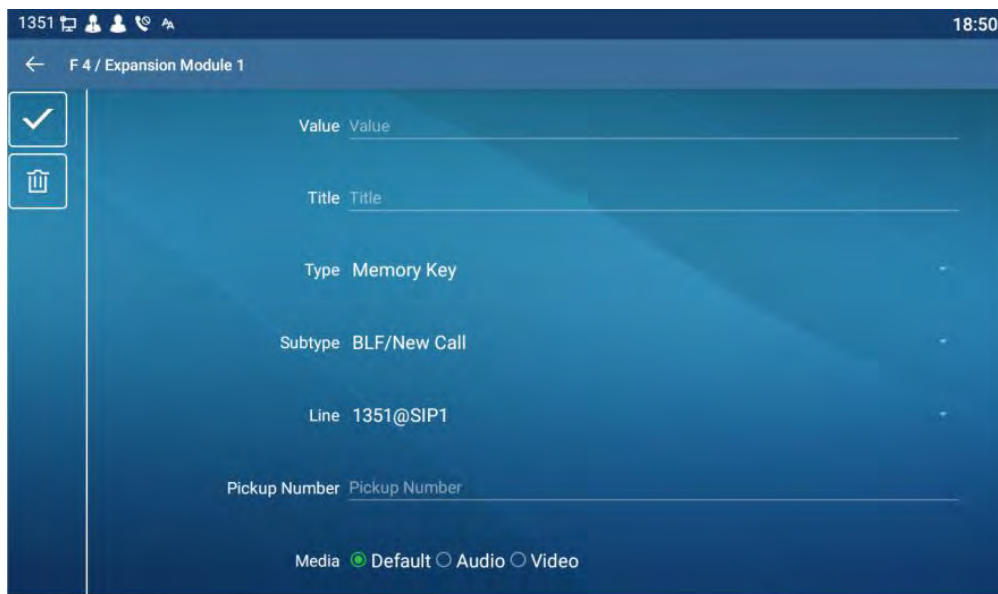 1351 18:50
F 4 / Expansion Module 1
Value Value
Title Title
Type Memory Key
Subtype BLF/New Call
Line 1351@SIP1
Pickup Number Pickup Number
Media Default Audio Video